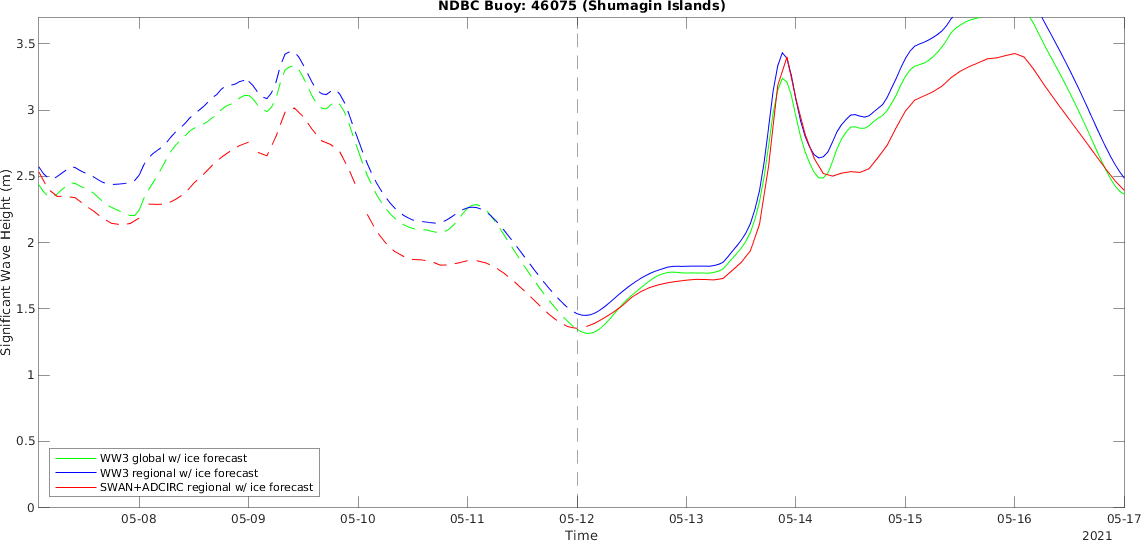 NDBC Buoy: 46075 (Shumagin Islands)
Significant Wave Height (m)
3.5
3
2.5
2
1.5
1
0.5
0
WW3 global w/ ice forecast
WW3 regional w/ ice forecast
SWAN+ADCIRC regional w/ ice forecast
05-08 05-09 05-10 05-11 05-12 05-13 05-14 05-15 05-16 05-17
Time
2021